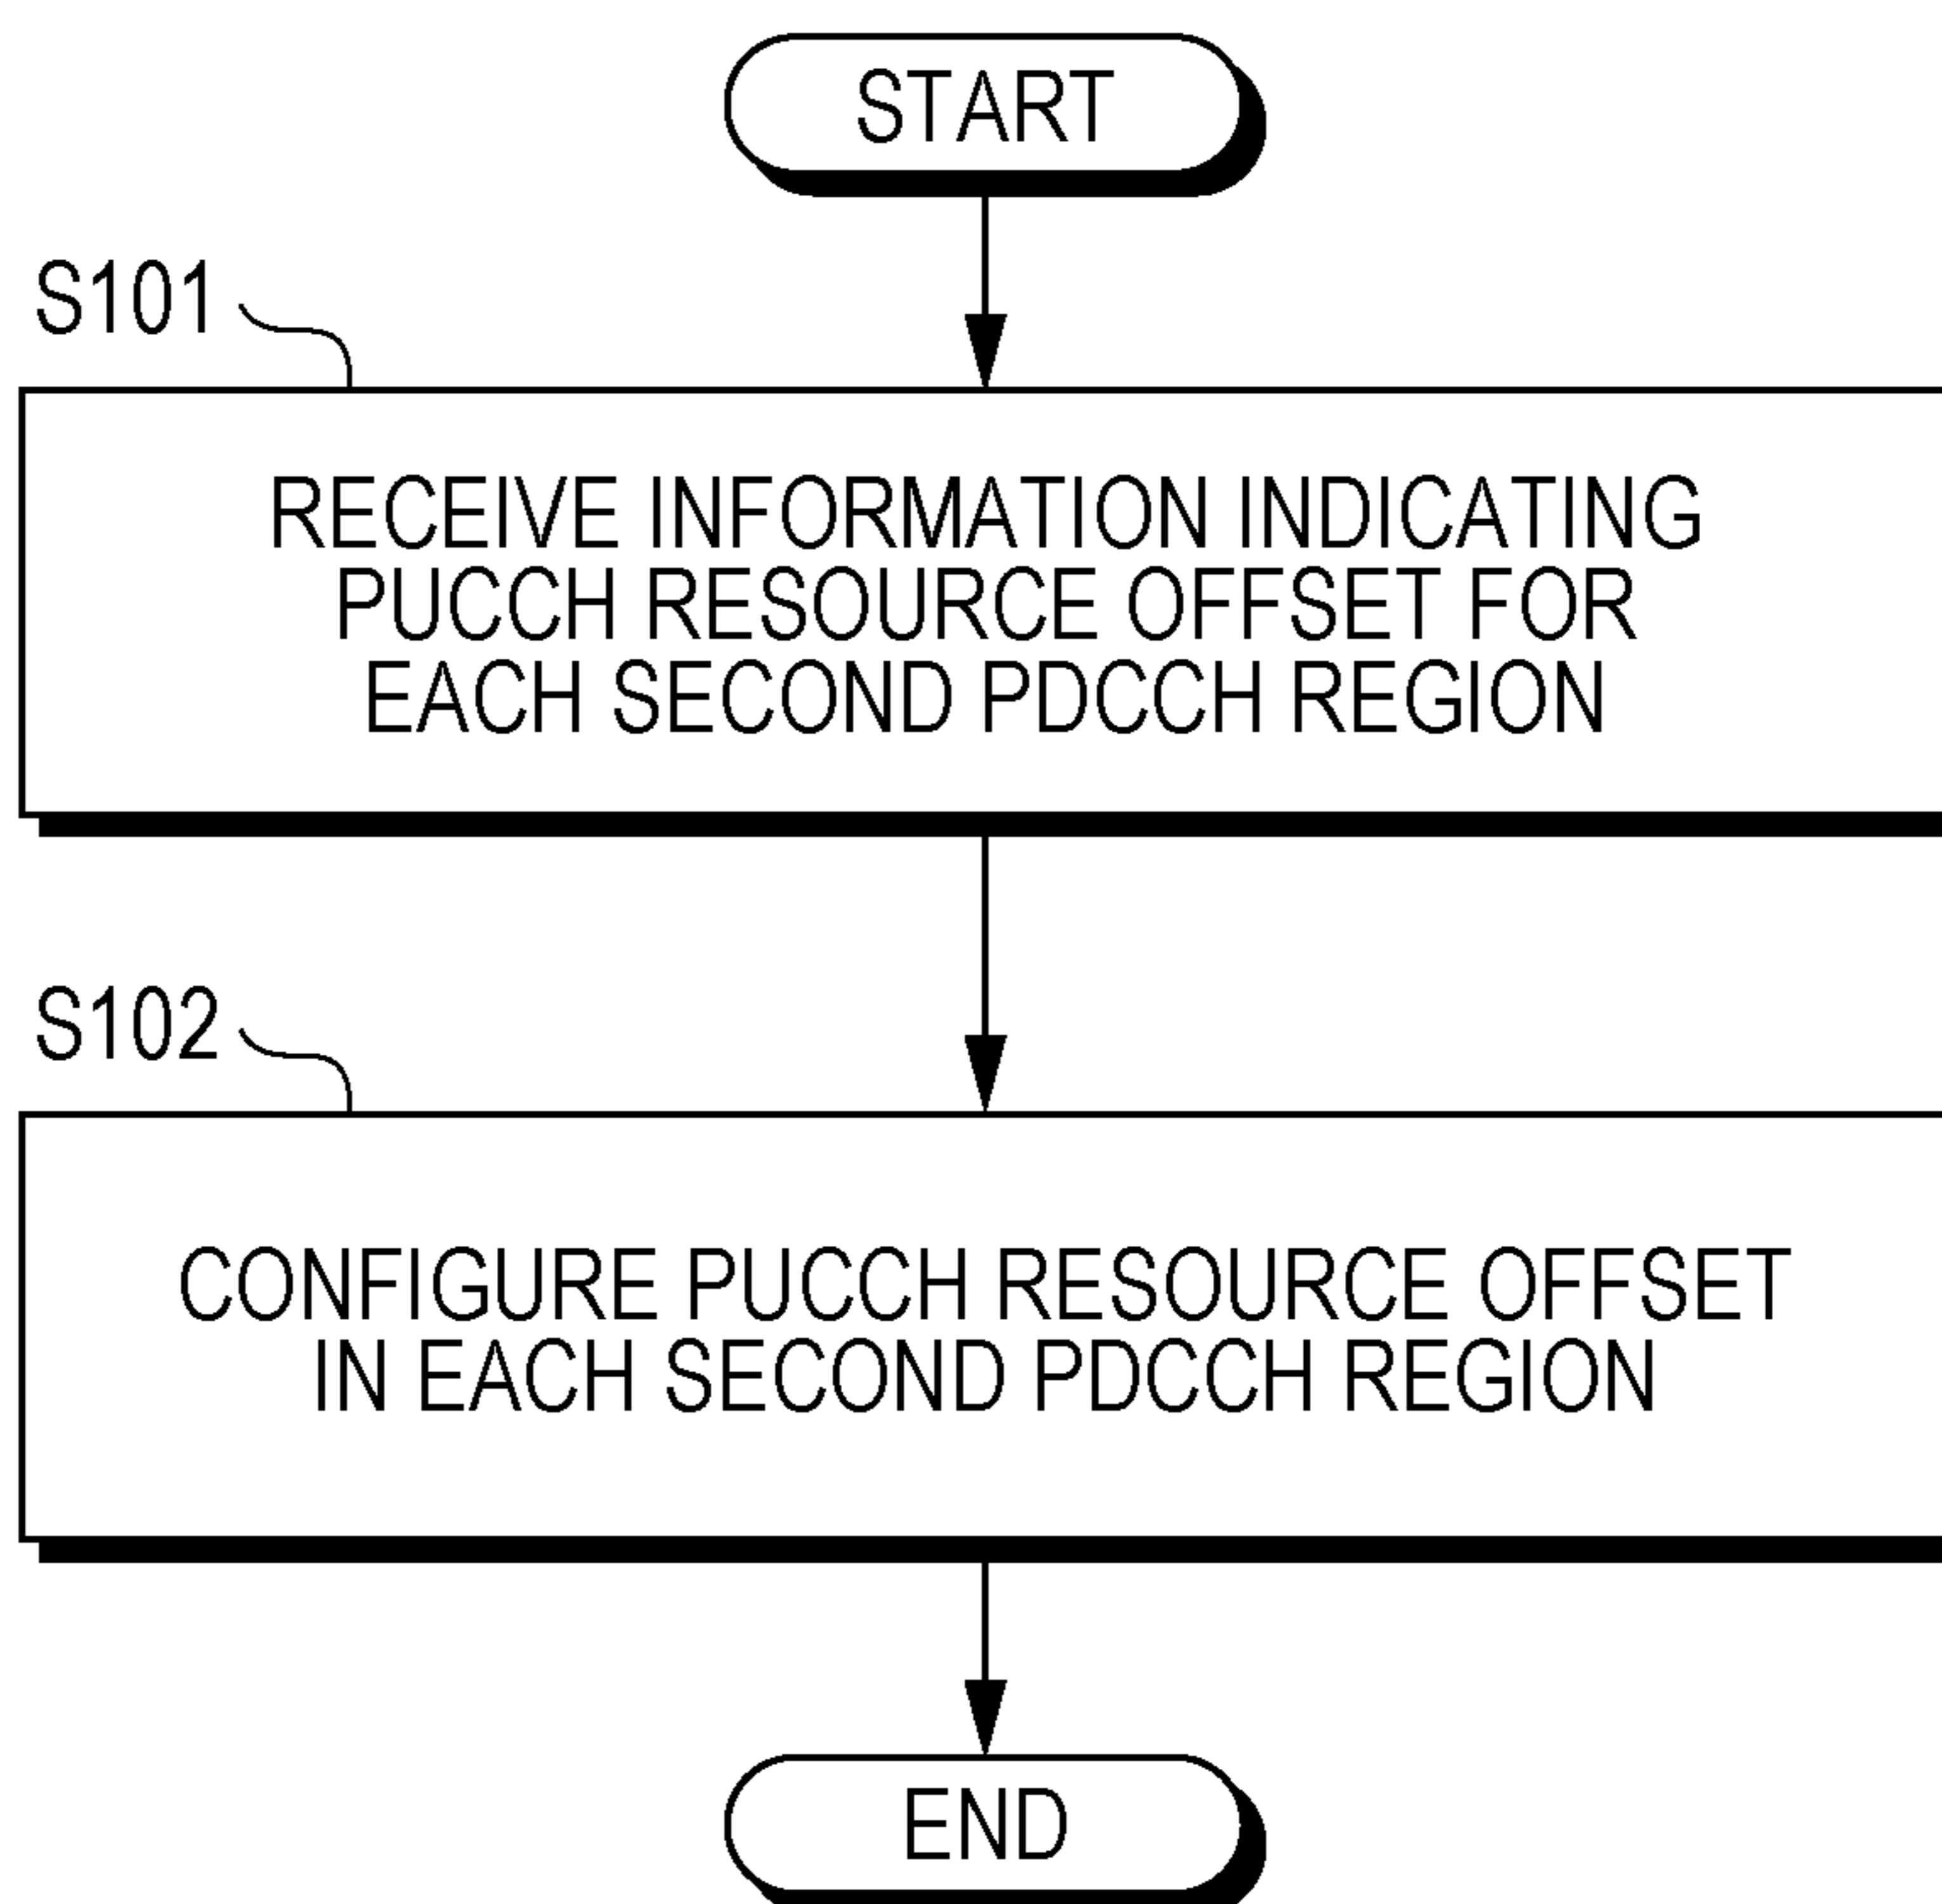 START
S101
RECEIVE INFORMATION INDICATING
PUCCH RESOURCE OFFSET FOR
EACH SECOND PDCCH REGION
S102
CONFIGURE PUCCH RESOURCE OFFSET
IN EACH SECOND PDCCH REGION
END